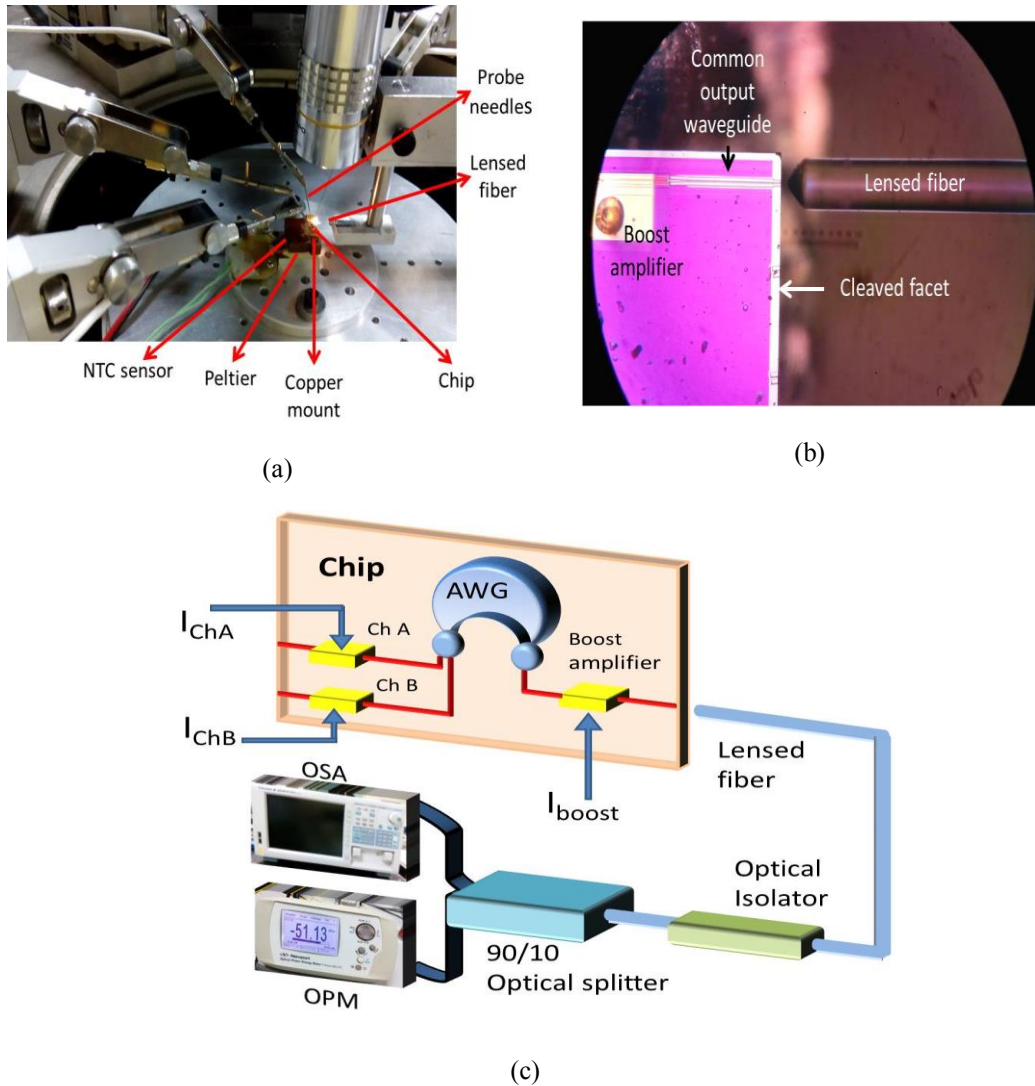 Probe
needles
Lensed
fiber
NTC sensor
Peltier
Copper
mount
Chip
(a)
Common
output
waveguide
Lensed fiber
Boost
amplifier
Cleaved facet
(b)
Chip
AWG
I_ChA
Ch A
Boost
amplifier
Ch B
I_ChB
OSA
I_boost
Lensed
fiber
Optical
Isolator
-51.13
OPM
90/10
Optical splitter
(c)